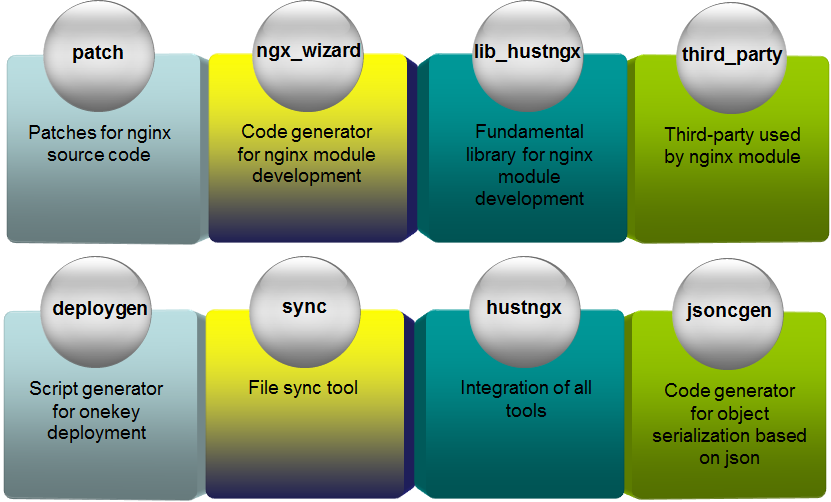 patch
Patches for nginx
source code
ngx_wizard
Code generator
for nginx module
development
lib_hustngx
Fundamental
library for nginx
module
development
third_party
Third-party used
by nginx module
deploygen
Script generator
for onekey
deployment
sync
File sync tool
hustngx
Integration of all
tools
jsoncgen
Code generator
for object
serialization based
on json